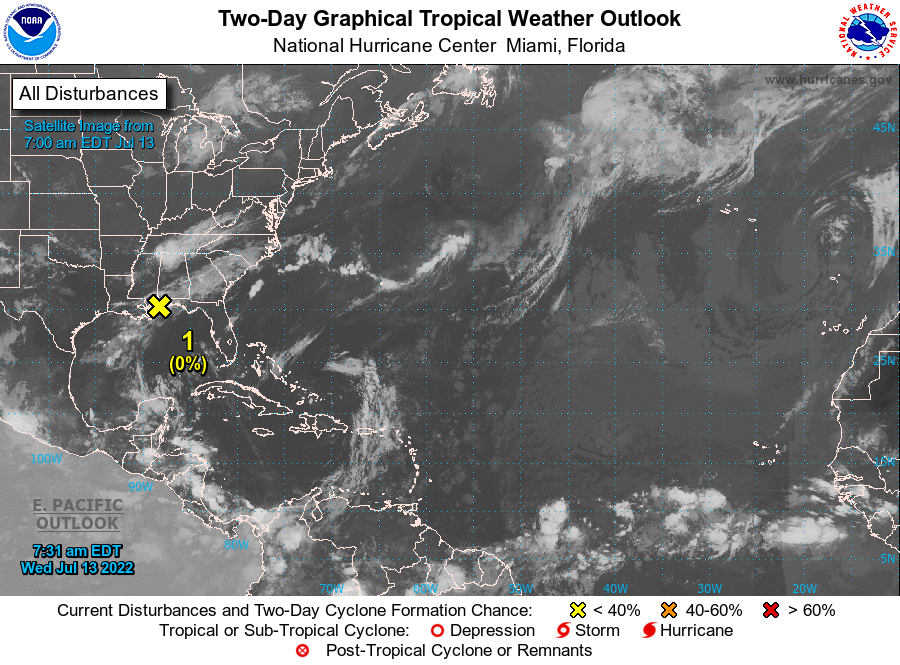 Two-Day Graphical Tropical Weather Outlook
National Hurricane Center Miami, Florida
NOAA
NATIONAL WEATHER SERVICE
www.hurricanes.gov
All Disturbances
Satellite Image from
7:00 am EDT Jul 13
45N
35N
1
(0%)
25N
100W
15N
90W
E. PACIFIC
OUTLOOK
80W
7:31 am EDT
Wed Jul 13 2022
5N
70W
60W
50W
40W
30W
20W
Current Disturbances and Two-Day Cyclone Formation Chance: < 40% 40-60% > 60%
Tropical or Sub-Tropical Cyclone: Depression Storm Hurricane
Post-Tropical Cyclone or Remnants